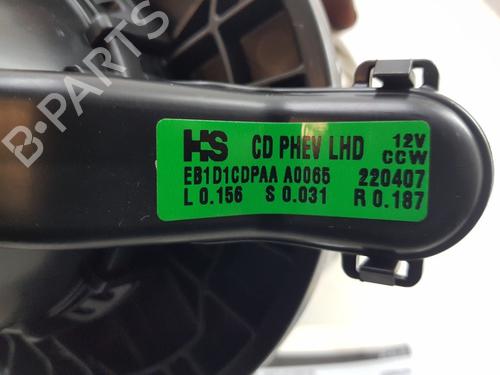 B-PARTS
HS CD PHEV LHD 12V
CCW
EB1D1CDPAA A0065 220407
L 0.156 S 0.031 R 0.187